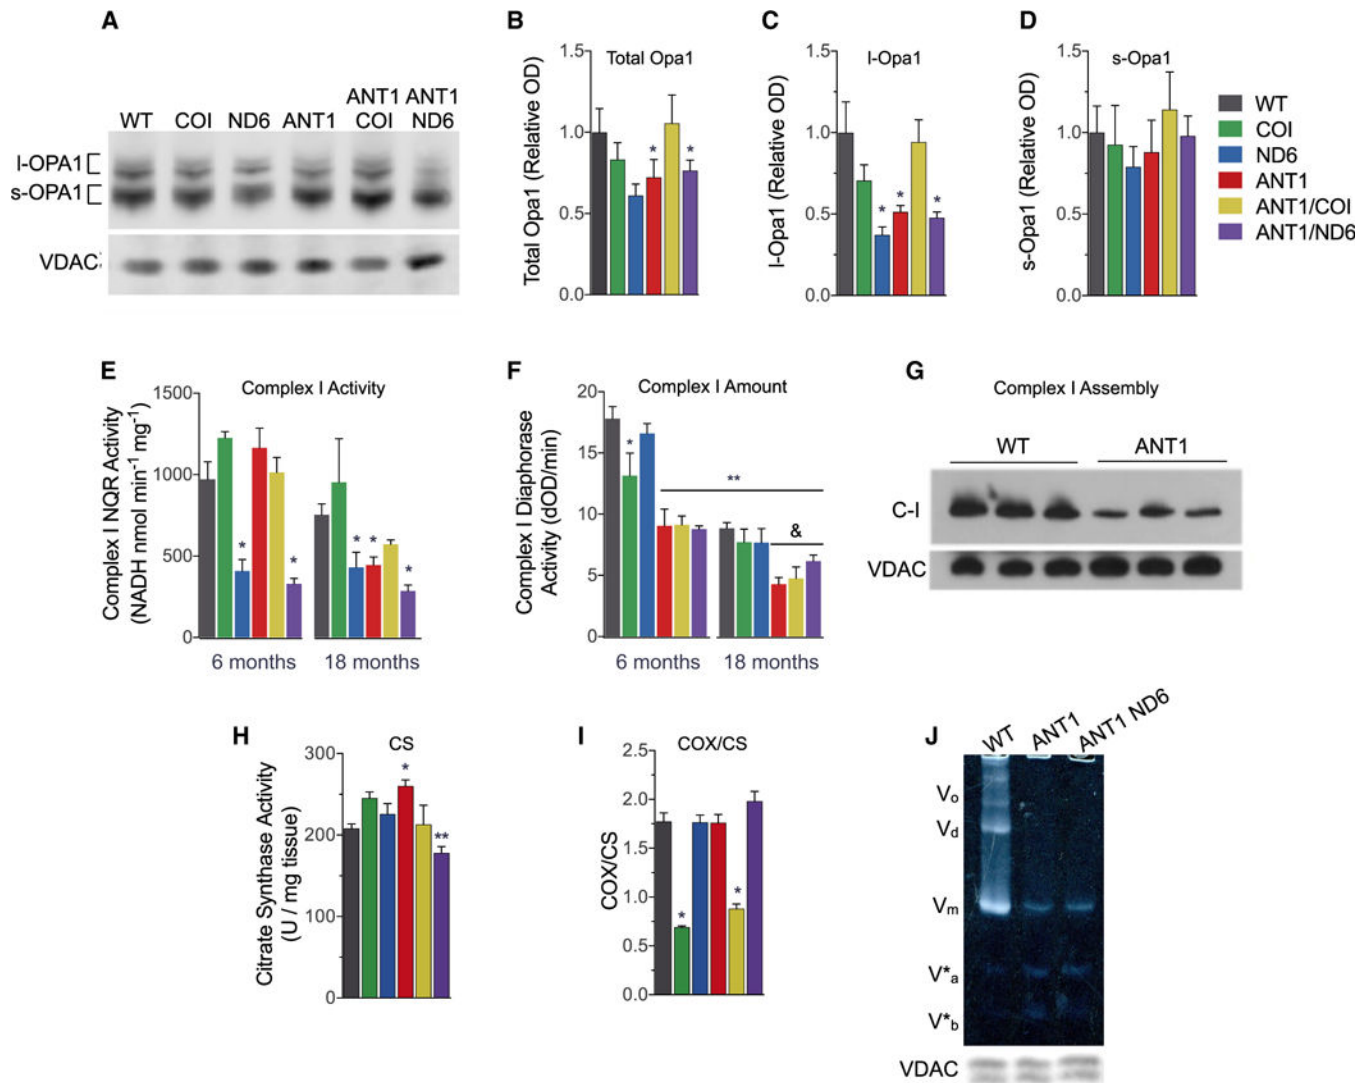 A
WT COI ND6 ANT1 ANT1 COI ANT1 ND6
l-OPA1
s-OPA1
VDAC
B
Total Opa1
Total Opa1 (Relative OD)
1.5
1.0
0.5
0.0
*
*
C
l-Opa1
l-Opa1 (Relative OD)
1.5
1.0
0.5
0.0
*
*
*
D
s-Opa1
s-Opa1 (Relative OD)
1.5
1.0
0.5
0.0
WT
COI
ND6
ANT1
ANT1/COI
ANT1/ND6
E
Complex I Activity
Complex I NQR Activity
(NADH nmol min-1 mg-1)
1500
1000
500
0
*
*
* *
*
6 months
18 months
F
Complex I Amount
Complex I Diaphorase
Activity (dOD/min)
20
15
10
5
0
*
**
&
6 months
18 months
G
Complex I Assembly
WT ANT1
C-I
VDAC
H
CS
Citrate Synthase Activity
(U / mg tissue)
300
200
100
0
*
**
I
COX/CS
COX/CS
2.5
2.0
1.5
1.0
0.5
0.0
*
*
J
WT
ANT1
ANT1 ND6
Vo
Vd
Vm
V*a
V*b
VDAC